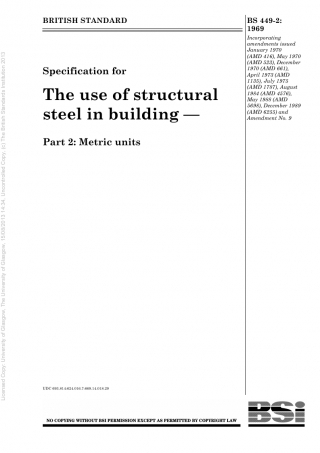 BRITISH STANDARD
BS 449-2:
1969
Incorporating
amendments issued
January 1970
(AMD 416), May 1970
(AMD 523), December
1970 (AMD 661),
April 1973 (AMD
1135), July 1975
(AMD 1787), August
1984 (AMD 4576),
May 1988 (AMD
5698), December 1989
(AMD 6255) and
Amendment No. 9
Specification for
The use of structural
steel in building —
Part 2: Metric units
NO COPYING WITHOUT BSI PERMISSION EXCEPT AS PERMITTED BY COPYRIGHT LAW
BSi